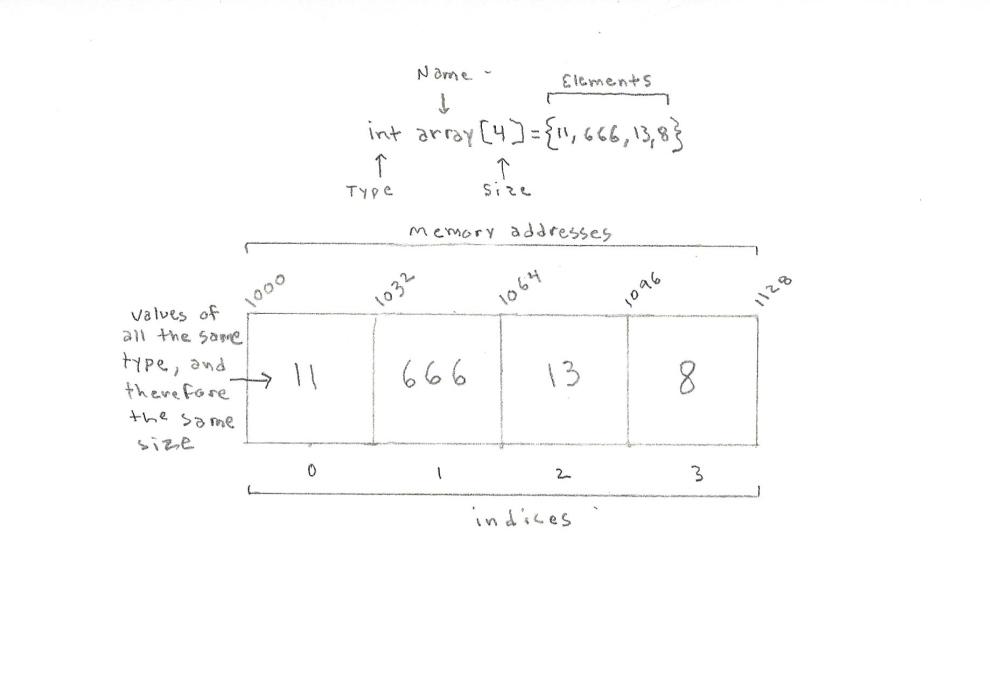 Name
Elements
int array[4]={11,666,13,8}
Type
Size
memory addresses
1000 1032 1064 1096 1128
values of
all the same
type, and
therefore
the same
size
11 666 13 8
0 1 2 3
indices